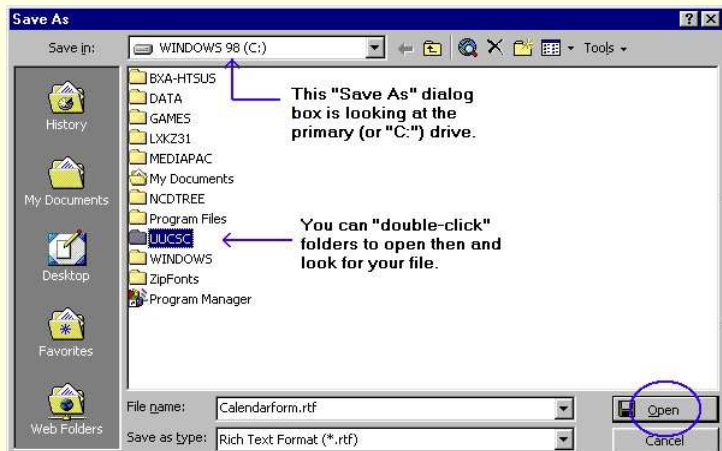 Save As
Save in:
WINDOWS 98 (C:)
Tools
History
My Documents
Desktop
Favorites
Web Folders
BXA-HTSUS
DATA
GAMES
LXKZ31
MEDIAPAC
My Documents
NCDTREE
Program Files
UUCSC
WINDOWS
ZipFonts
Program Manager
This "Save As" dialog
box is looking at the
primary (or "C:") drive.
You can "double-click"
folders to open then and
look for your file.
File name:
Calendarform.rtf
Open
Save as type:
Rich Text Format (*.rtf)
Cancel